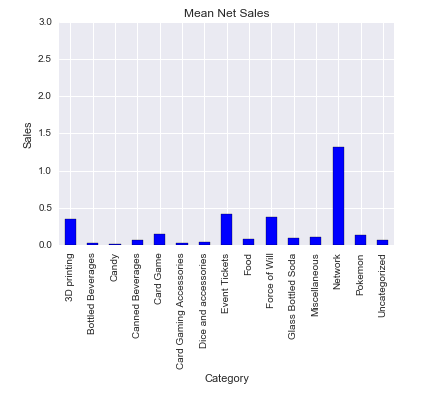 Mean Net Sales
3.0
2.5
2.0
1.5
1.0
0.5
0.0
Sales
3D printing
Bottled Beverages
Candy
Canned Beverages
Card Game
Card Gaming Accessories
Dice and accessories
Event Tickets
Food
Force of Will
Glass Bottled Soda
Miscellaneous
Network
Pokemon
Uncategorized
Category